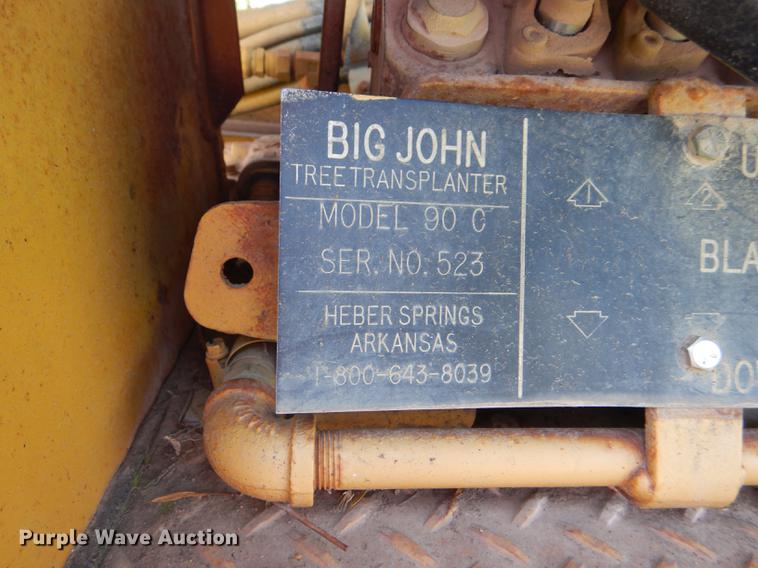 BIG JOHN
TREE TRANSPLANTER
MODEL 90 C
SER. NO. 523
HEBER SPRINGS
ARKANSAS
1-800-643-8039
U
1
2
BLA
DO
Purple Wave Auction